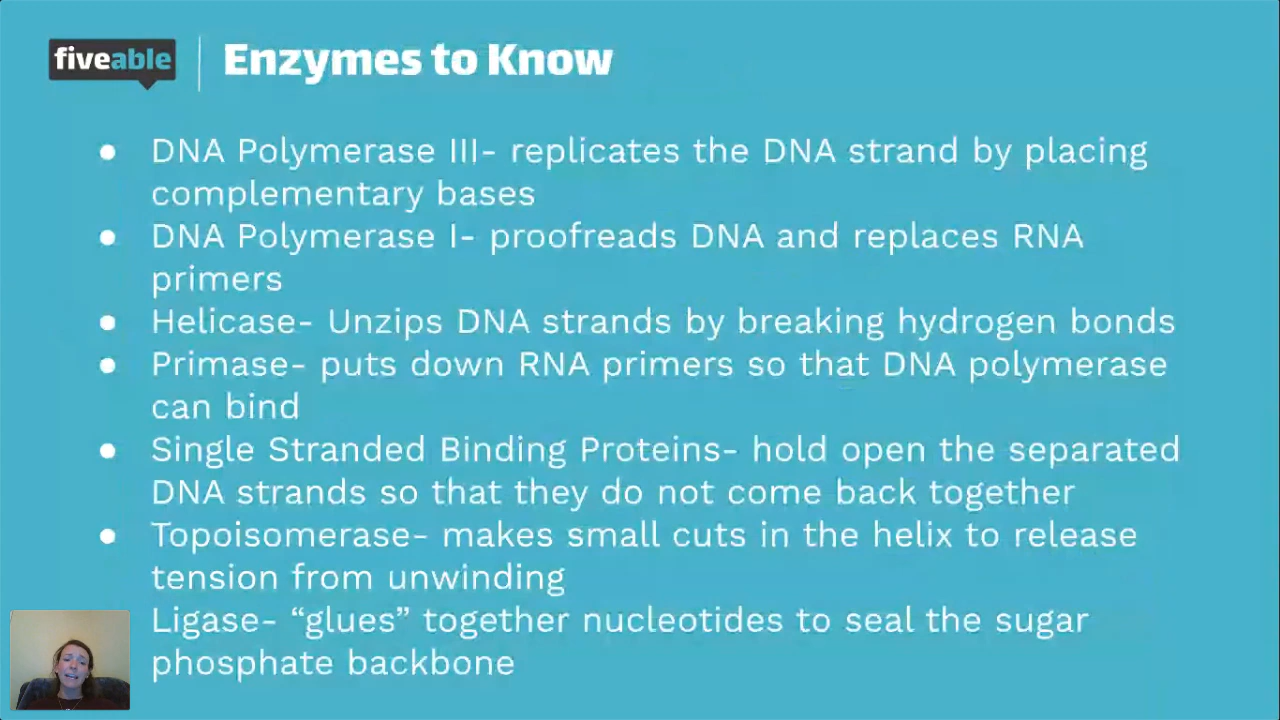 fiveable
Enzymes to Know
● DNA Polymerase III- replicates the DNA strand by placing
complementary bases
● DNA Polymerase I- proofreads DNA and replaces RNA
primers
● Helicase- Unzips DNA strands by breaking hydrogen bonds
● Primase- puts down RNA primers so that DNA polymerase
can bind
● Single Stranded Binding Proteins- hold open the separated
DNA strands so that they do not come back together
● Topoisomerase- makes small cuts in the helix to release
tension from unwinding
Ligase- “glues” together nucleotides to seal the sugar
phosphate backbone